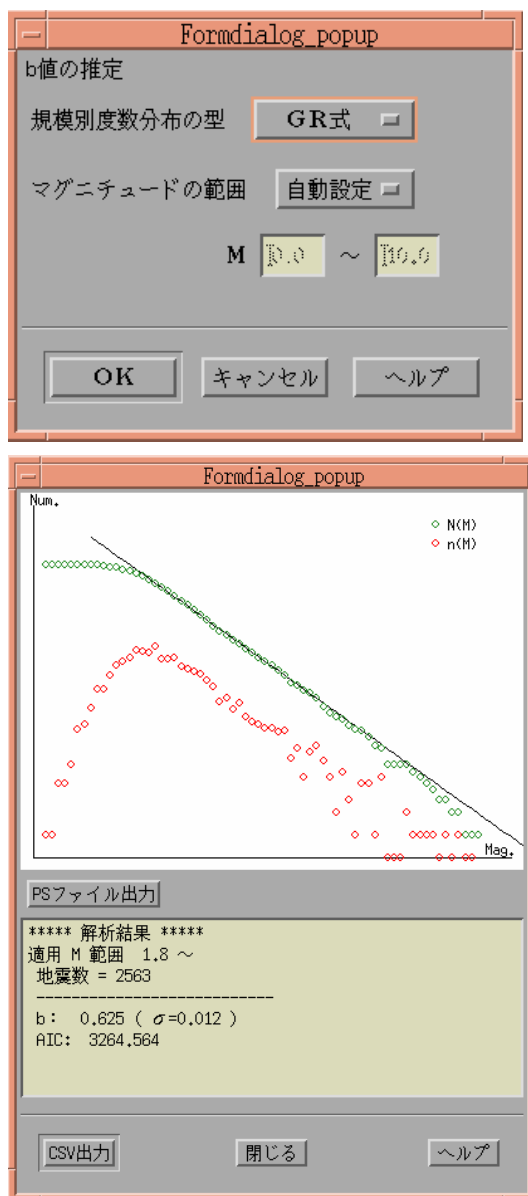 Formdialog_popup
b値の推定
規模別度数分布の型 GR式
マグニチュードの範囲 自動設定
M 0.0 ～ 10.0
OK キャンセル ヘルプ
Formdialog_popup
Num.
N(M)
n(M)
Mag.
PSファイル出力
***** 解析結果 *****
適用 M 範囲 1.8 ～
地震数 = 2563
---------------------------
b: 0.625 ( σ=0.012 )
AIC: 3264.564
CSV出力 閉じる ヘルプ